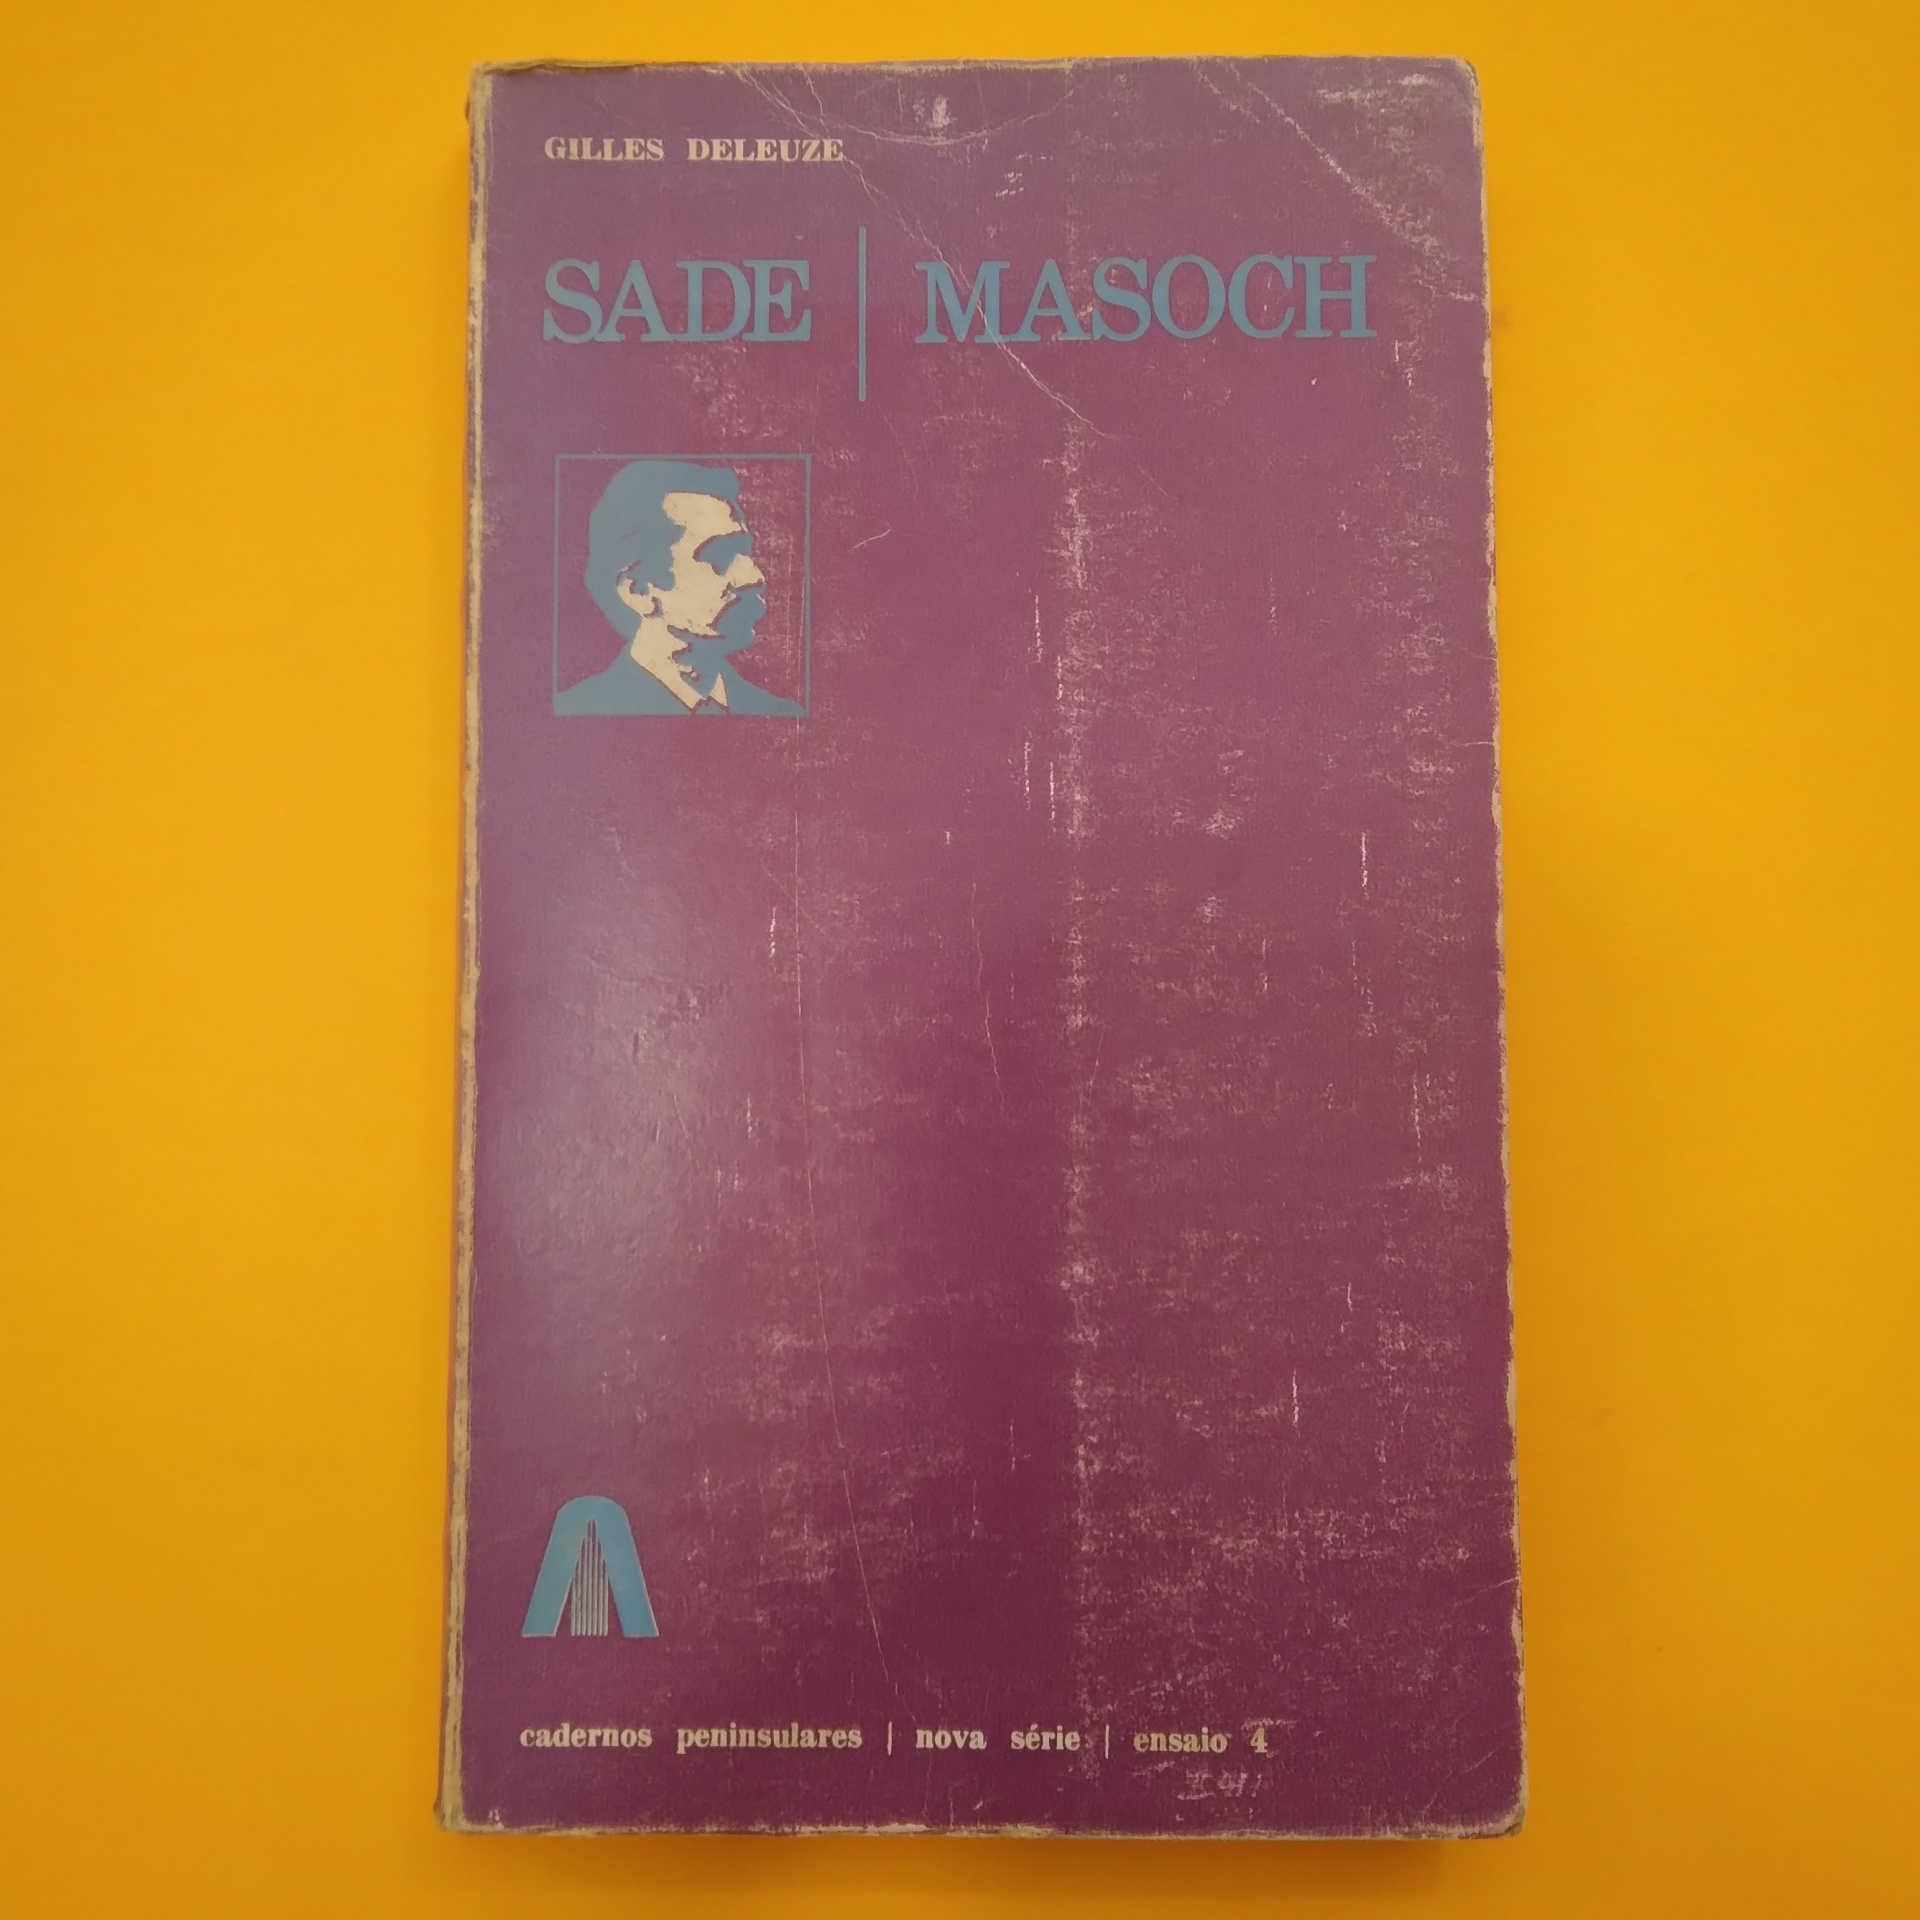 GILLES DELEUZE
SADE | MASOCH
cadernos peninsulares | nova série | ensaio 4